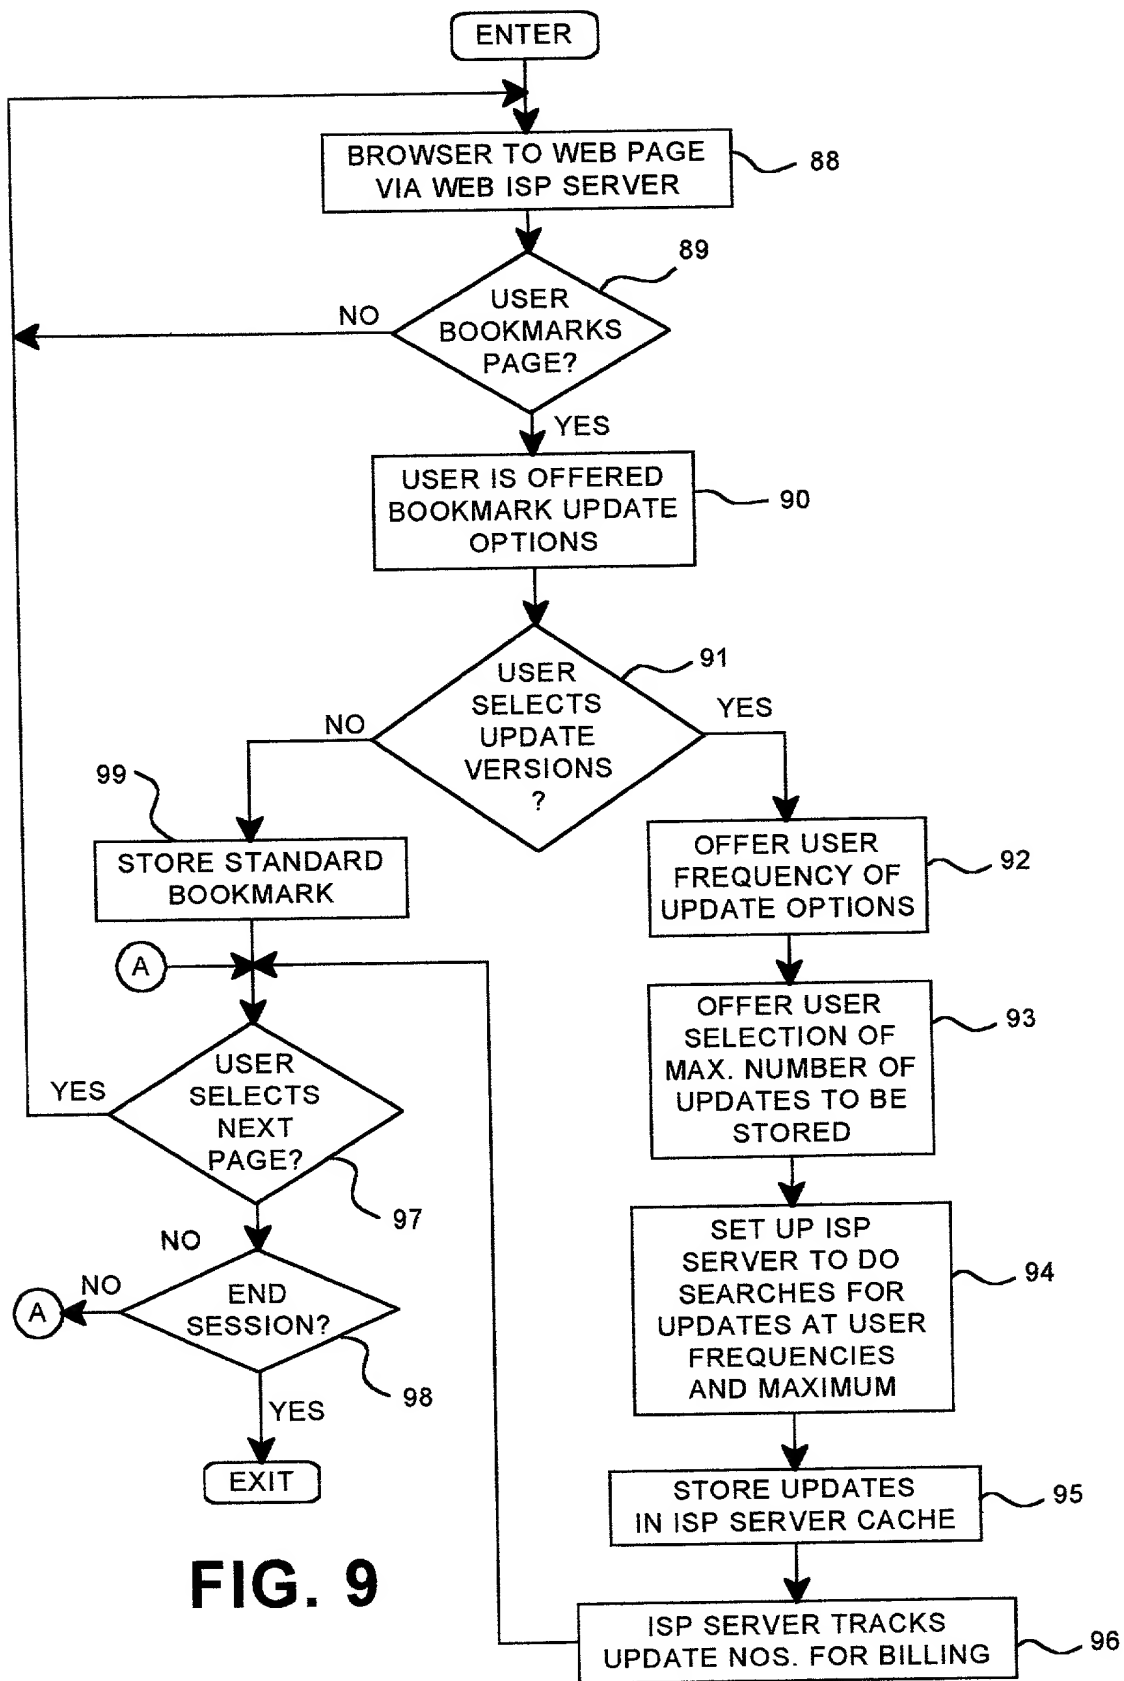 ENTER
BROWSER TO WEB PAGE
VIA WEB ISP SERVER
88
89
USER
BOOKMARKS
PAGE?
NO
YES
USER IS OFFERED
BOOKMARK UPDATE
OPTIONS
90
91
USER
SELECTS
UPDATE
VERSIONS
?
NO
YES
99
STORE STANDARD
BOOKMARK
OFFER USER
FREQUENCY OF
UPDATE OPTIONS
92
A
OFFER USER
SELECTION OF
MAX. NUMBER OF
UPDATES TO BE
STORED
93
USER
SELECTS
NEXT
PAGE?
YES
97
NO
SET UP ISP
SERVER TO DO
SEARCHES FOR
UPDATES AT USER
FREQUENCIES
AND MAXIMUM
94
A
NO
END
SESSION?
98
YES
EXIT
STORE UPDATES
IN ISP SERVER CACHE
95
FIG. 9
ISP SERVER TRACKS
UPDATE NOS. FOR BILLING
96